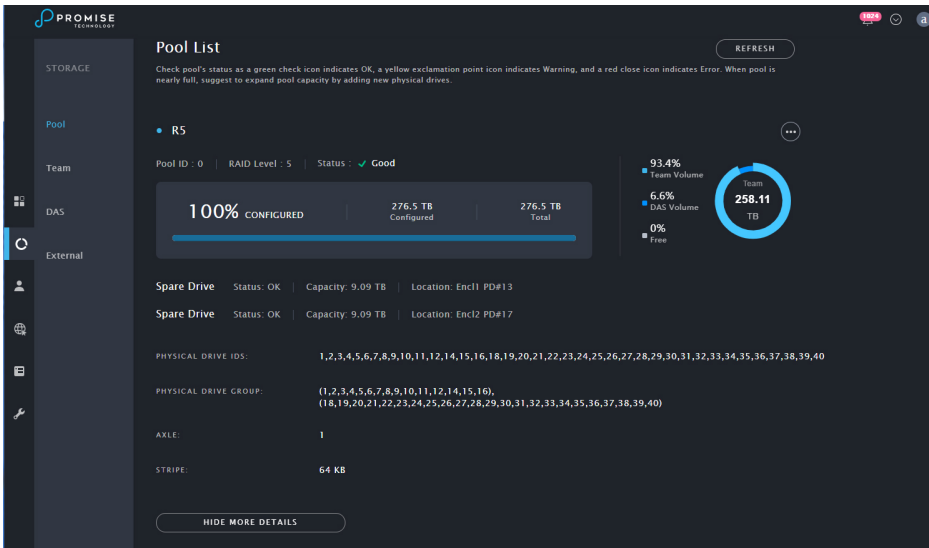 PROMISE
TECHNOLOGY
1024
a
STORAGE
Pool
Team
DAS
External
Pool List
REFRESH
Check pool's status as a green check icon indicates OK, a yellow exclamation point icon indicates Warning, and a red close icon indicates Error. When pool is
nearly full, suggest to expand pool capacity by adding new physical drives.
R5
Pool ID : 0 | RAID Level : 5 | Status : Good
100% CONFIGURED
276.5 TB
Configured
276.5 TB
Total
93.4%
Team Volume
6.6%
DAS Volume
0%
Free
Team
258.11
TB
Spare Drive Status: OK | Capacity: 9.09 TB | Location: Encl1 PD#13
Spare Drive Status: OK | Capacity: 9.09 TB | Location: Encl2 PD#17
PHYSICAL DRIVE IDS: 1,2,3,4,5,6,7,8,9,10,11,12,14,15,16,18,19,20,21,22,23,24,25,26,27,28,29,30,31,32,33,34,35,36,37,38,39,40
PHYSICAL DRIVE GROUP: (1,2,3,4,5,6,7,8,9,10,11,12,14,15,16),
(18,19,20,21,22,23,24,25,26,27,28,29,30,31,32,33,34,35,36,37,38,39,40)
AXLE: 1
STRIPE: 64 KB
HIDE MORE DETAILS